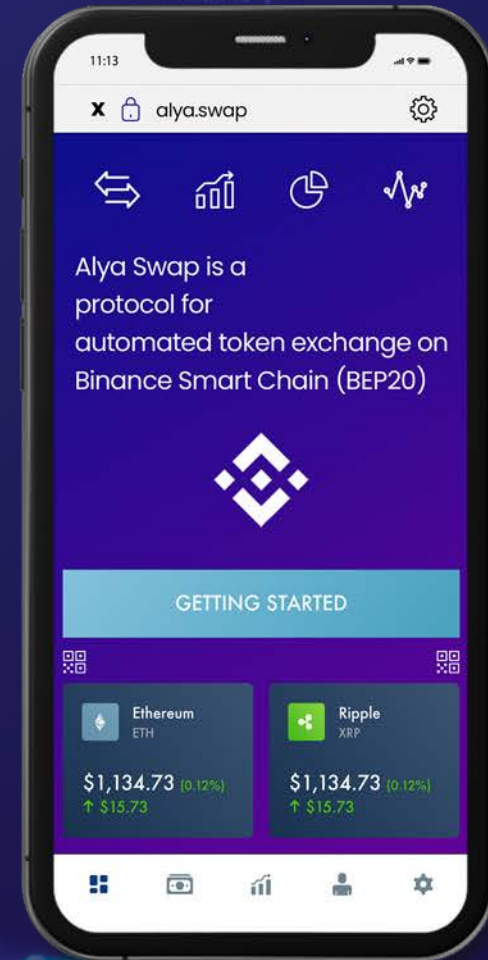 11:13
X alya.swap
Alya Swap is a
protocol for
automated token exchange on
Binance Smart Chain (BEP20)
GETTING STARTED
Ethereum
ETH
$1,134.73 (0.12%)
↑ $15.73
Ripple
XRP
$1,134.73 (0.12%)
↑ $15.73